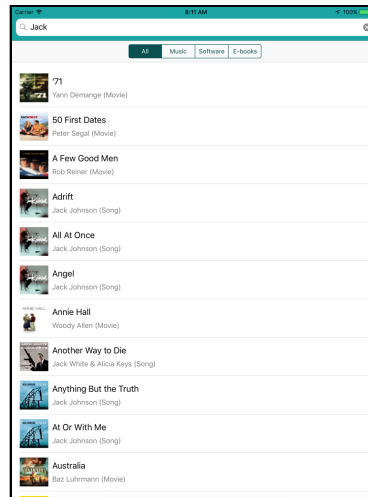 Carrier
8:11 AM
100%
Jack
All Music Software E-books
'71
Yann Demange (Movie)
50 First Dates
Peter Segal (Movie)
A Few Good Men
Rob Reiner (Movie)
Adrift
Jack Johnson (Song)
All At Once
Jack Johnson (Song)
Angel
Jack Johnson (Song)
Annie Hall
Woody Allen (Movie)
Another Way to Die
Jack White & Alicia Keys (Song)
Anything But the Truth
Jack Johnson (Song)
At Or With Me
Jack Johnson (Song)
Australia
Baz Luhrmann (Movie)